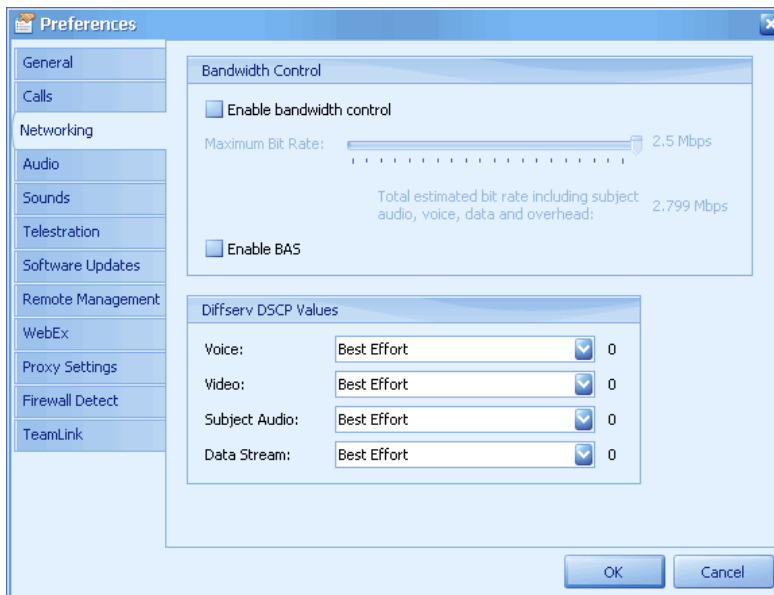 Preferences
General
Calls
Networking
Audio
Sounds
Telestration
Software Updates
Remote Management
WebEx
Proxy Settings
Firewall Detect
TeamLink
Bandwidth Control
Enable bandwidth control
Maximum Bit Rate: 2.5 Mbps
Total estimated bit rate including subject
audio, voice, data and overhead: 2.799 Mbps
Enable BAS
Diffserv DSCP Values
Voice: Best Effort 0
Video: Best Effort 0
Subject Audio: Best Effort 0
Data Stream: Best Effort 0
OK Cancel